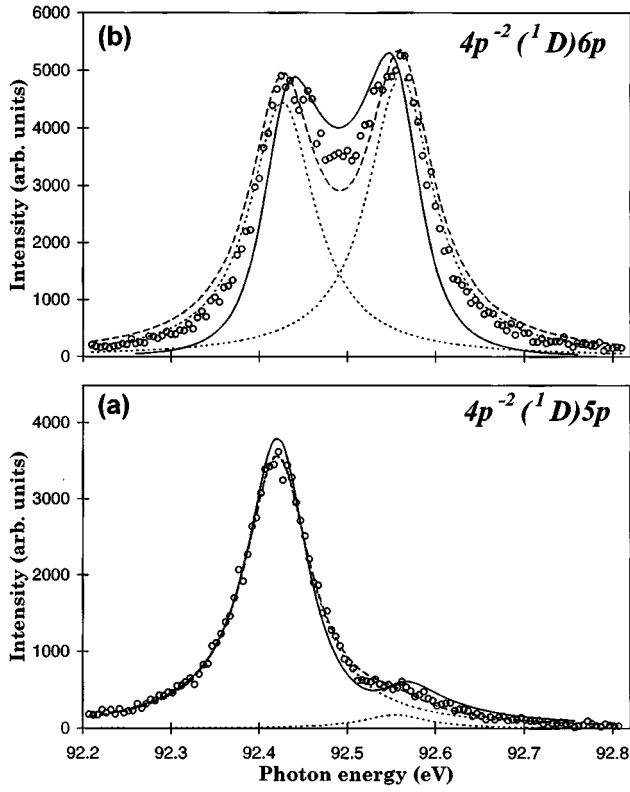 (b)
4p⁻² (¹D)6p
Intensity (arb. units)
6000
5000
4000
3000
2000
1000
0
(a)
4p⁻² (¹D)5p
Intensity (arb. units)
4000
3000
2000
1000
0
92.2 92.3 92.4 92.5 92.6 92.7 92.8
Photon energy (eV)